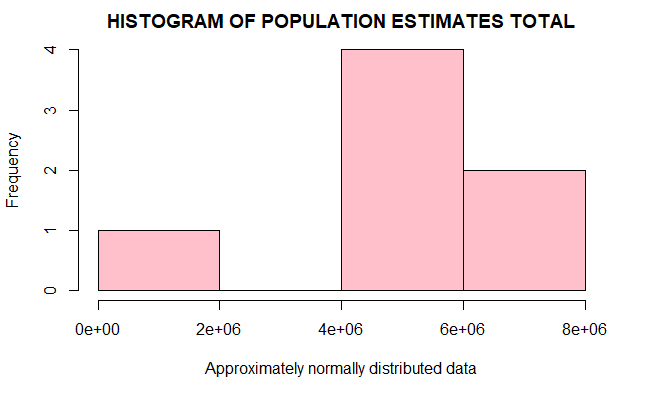 HISTOGRAM OF POPULATION ESTIMATES TOTAL
Frequency
4
3
2
1
0
0e+00 2e+06 4e+06 6e+06 8e+06
Approximately normally distributed data